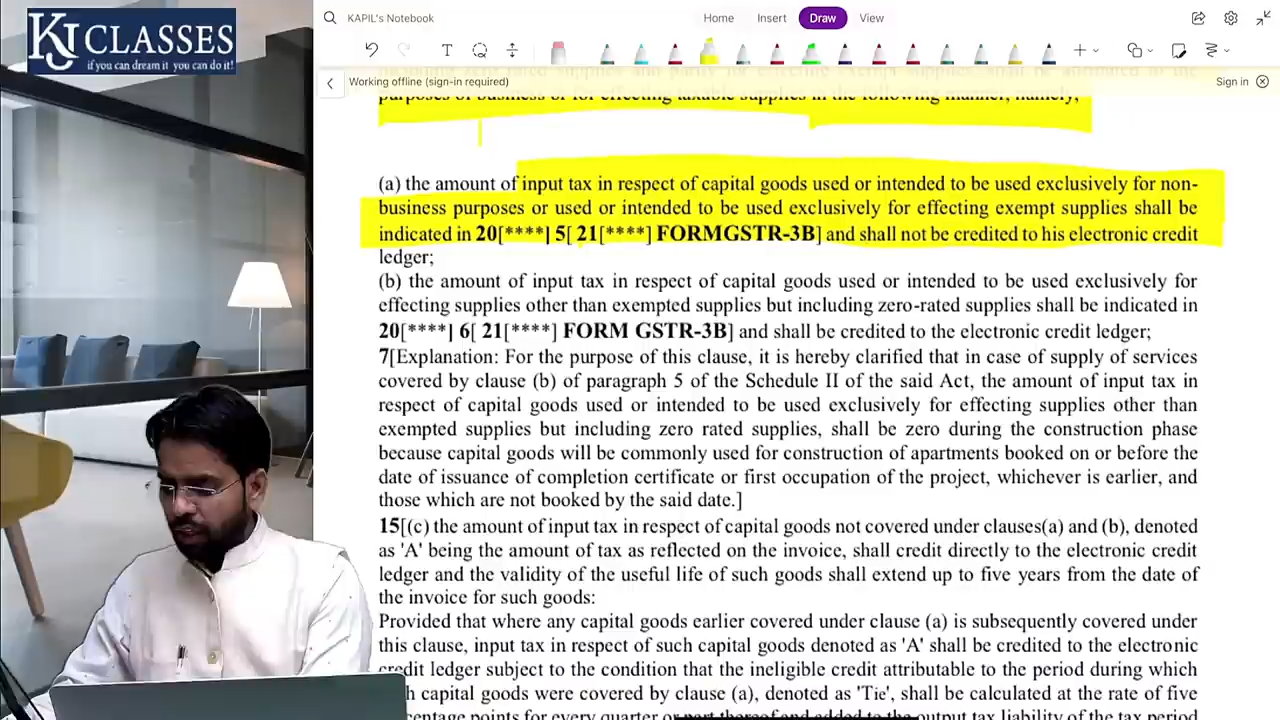 KJ CLASSES
if you can dream it you can do it!
KAPIL's Notebook
Home Insert Draw View
Working offline (sign-in required)
Sign in
purposes of business or for effecting taxable supplies in the following manner, namely,
(a) the amount of input tax in respect of capital goods used or intended to be used exclusively for non-
business purposes or used or intended to be used exclusively for effecting exempt supplies shall be
indicated in 20[****] 5[ 21[****] FORMGSTR-3B] and shall not be credited to his electronic credit
ledger;
(b) the amount of input tax in respect of capital goods used or intended to be used exclusively for
effecting supplies other than exempted supplies but including zero-rated supplies shall be indicated in
20[****] 6[ 21[****] FORM GSTR-3B] and shall be credited to the electronic credit ledger;
7[Explanation: For the purpose of this clause, it is hereby clarified that in case of supply of services
covered by clause (b) of paragraph 5 of the Schedule II of the said Act, the amount of input tax in
respect of capital goods used or intended to be used exclusively for effecting supplies other than
exempted supplies but including zero rated supplies, shall be zero during the construction phase
because capital goods will be commonly used for construction of apartments booked on or before the
date of issuance of completion certificate or first occupation of the project, whichever is earlier, and
those which are not booked by the said date.]
15[(c) the amount of input tax in respect of capital goods not covered under clauses(a) and (b), denoted
as 'A' being the amount of tax as reflected on the invoice, shall credit directly to the electronic credit
ledger and the validity of the useful life of such goods shall extend up to five years from the date of
the invoice for such goods:
Provided that where any capital goods earlier covered under clause (a) is subsequently covered under
this clause, input tax in respect of such capital goods denoted as 'A' shall be credited to the electronic
credit ledger subject to the condition that the ineligible credit attributable to the period during which
capital goods were covered by clause (a), denoted as 'Tie', shall be calculated at the rate of five
points for every quarter or part thereof and added to the output tax liability of the tax period